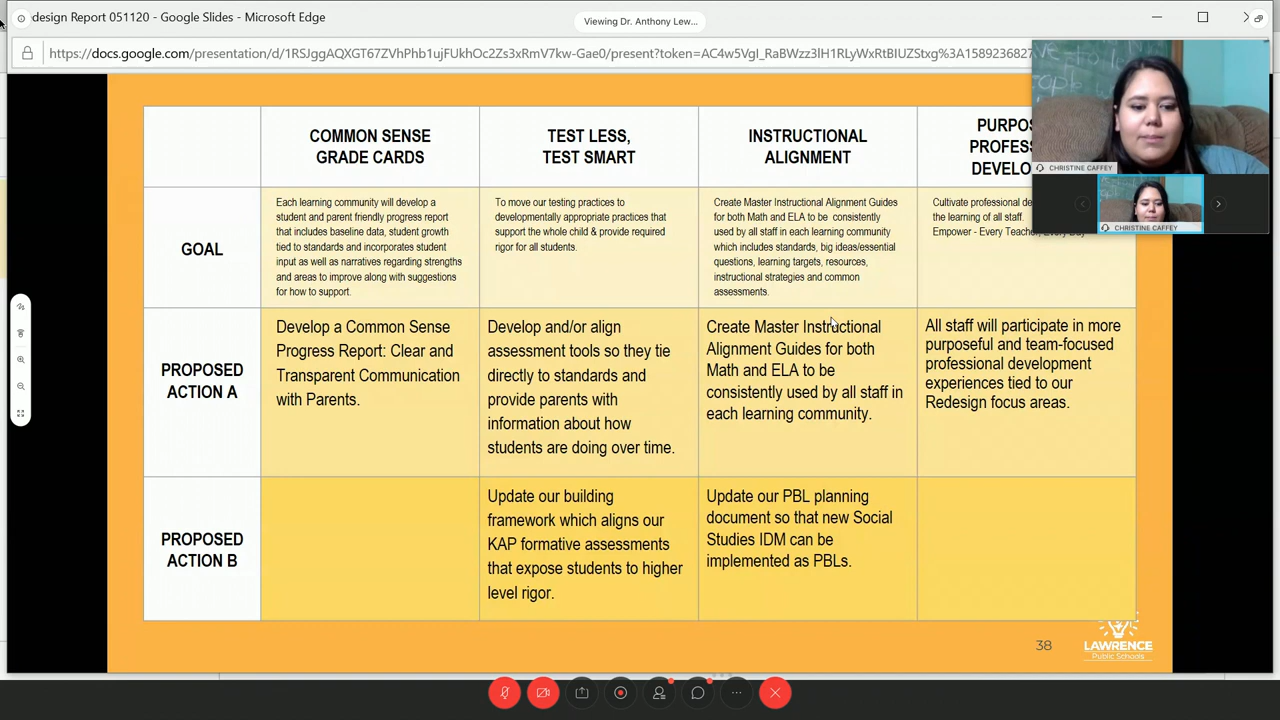 design Report 051120 - Google Slides - Microsoft Edge
Viewing Dr. Anthony Lew...
https://docs.google.com/presentation/d/1RSJggAQXGT67ZVhPhb1ujFUkhOc2Zs3xRmV7kw-Gae0/present?token=AC4w5VgI_RaBWzz3IH1RLyWxRtBIUZStxg%3A1589236827
CHRISTINE CAFFEY
CHRISTINE CAFFEY
COMMON SENSE
GRADE CARDS
TEST LESS,
TEST SMART
INSTRUCTIONAL
ALIGNMENT
PURPO
PROFES
DEVELO
GOAL
Each learning community will develop a
student and parent friendly progress report
that includes baseline data, student growth
tied to standards and incorporates student
input as well as narratives regarding strengths
and areas to improve along with suggestions
for how to support.
To move our testing practices to
developmentally appropriate practices that
support the whole child & provide required
rigor for all students.
Create Master Instructional Alignment Guides
for both Math and ELA to be consistently
used by all staff in each learning community
which includes standards, big ideas/essential
questions, learning targets, resources,
instructional strategies and common
assessments.
Cultivate professional de
the learning of all staff.
Empower - Every Teacher, Every Day
PROPOSED
ACTION A
Develop a Common Sense
Progress Report: Clear and
Transparent Communication
with Parents.
Develop and/or align
assessment tools so they tie
directly to standards and
provide parents with
information about how
students are doing over time.
Create Master Instructional
Alignment Guides for both
Math and ELA to be
consistently used by all staff in
each learning community.
All staff will participate in more
purposeful and team-focused
professional development
experiences tied to our
Redesign focus areas.
PROPOSED
ACTION B
Update our building
framework which aligns our
KAP formative assessments
that expose students to higher
level rigor.
Update our PBL planning
document so that new Social
Studies IDM can be
implemented as PBLs.
38
LAWRENCE
Public Schools